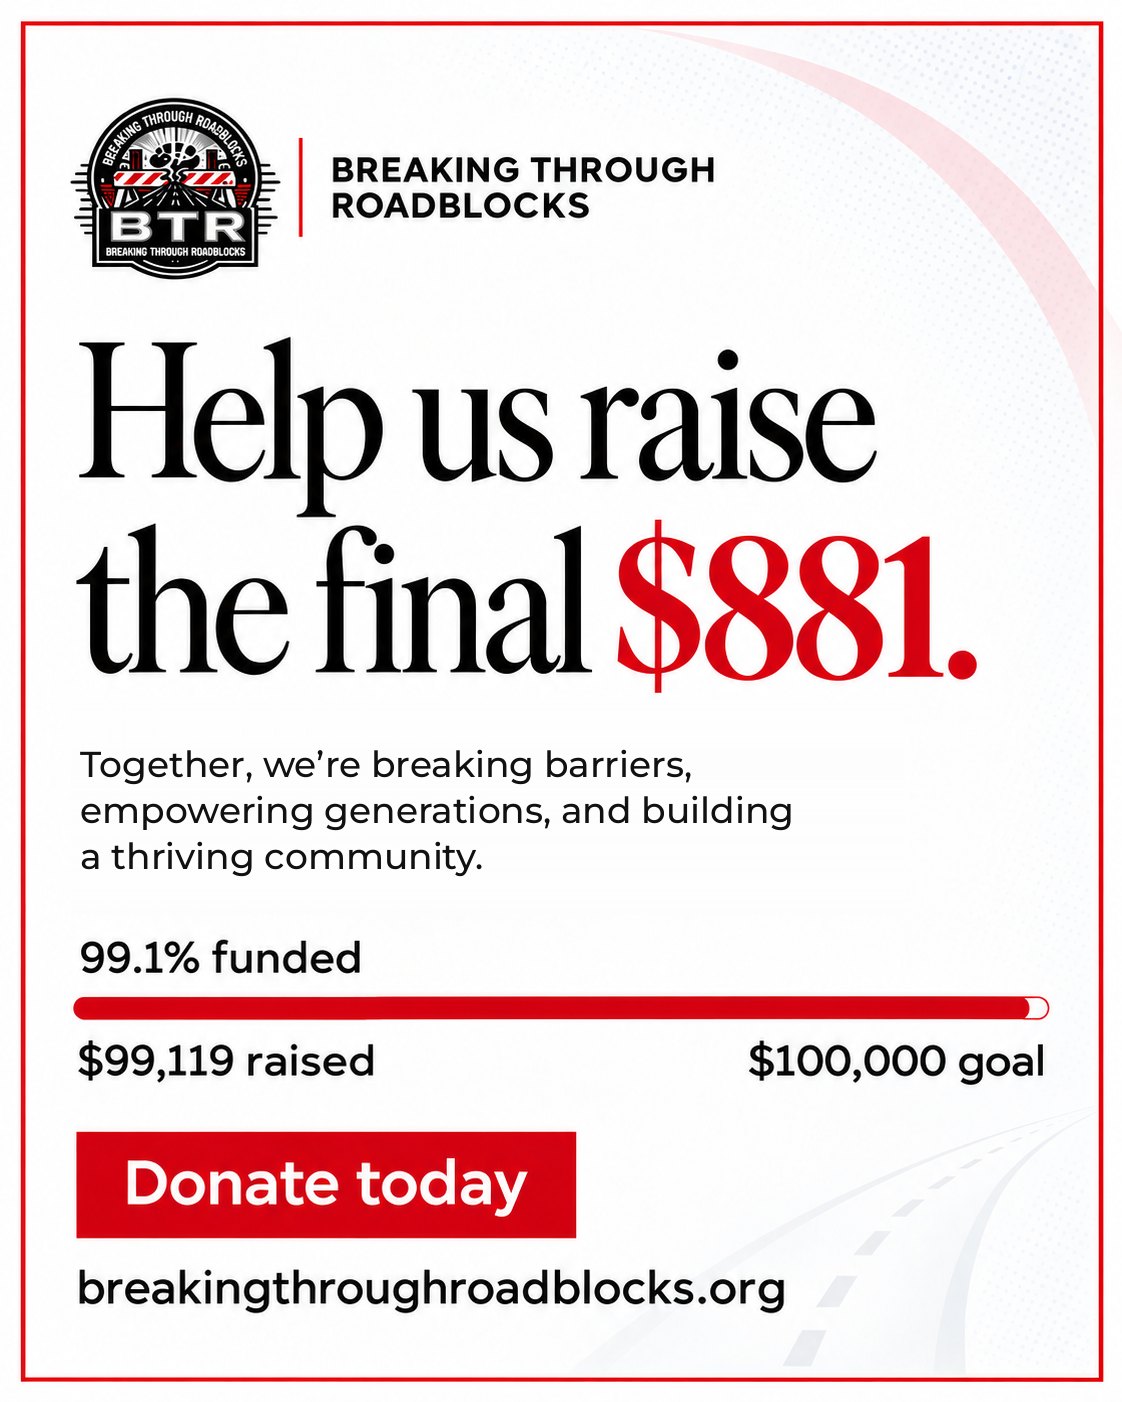 BREAKING THROUGH ROADBLOCKS
BTR
BREAKING THROUGH ROADBLOCKS
BREAKING THROUGH
ROADBLOCKS
Help us raise
the final $881.
Together, we’re breaking barriers,
empowering generations, and building
a thriving community.
99.1% funded
$99,119 raised
$100,000 goal
Donate today
breakingthroughroadblocks.org